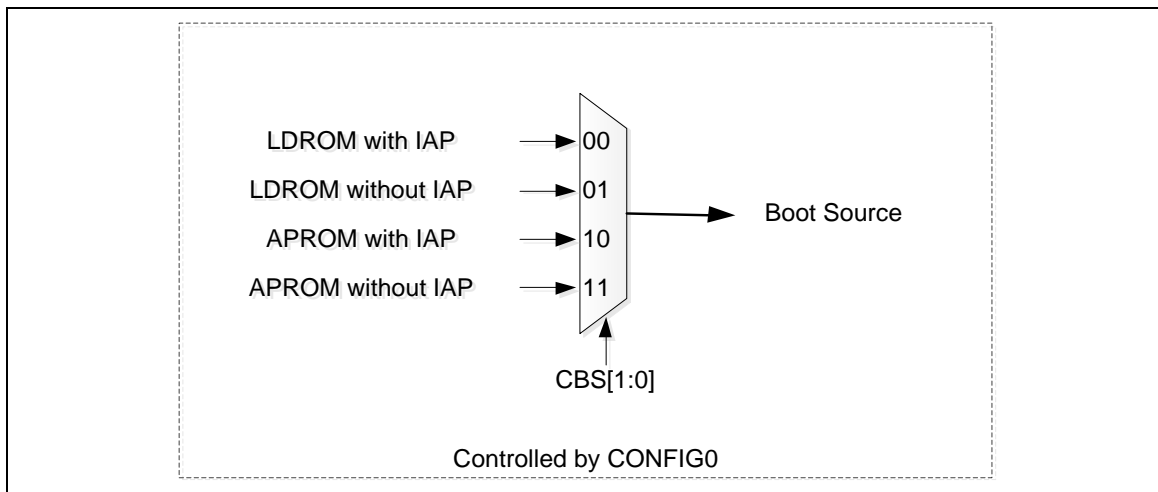 LDROM with IAP 00
LDROM without IAP 01
APROM with IAP 10
APROM without IAP 11
Boot Source
CBS[1:0]
Controlled by CONFIG0